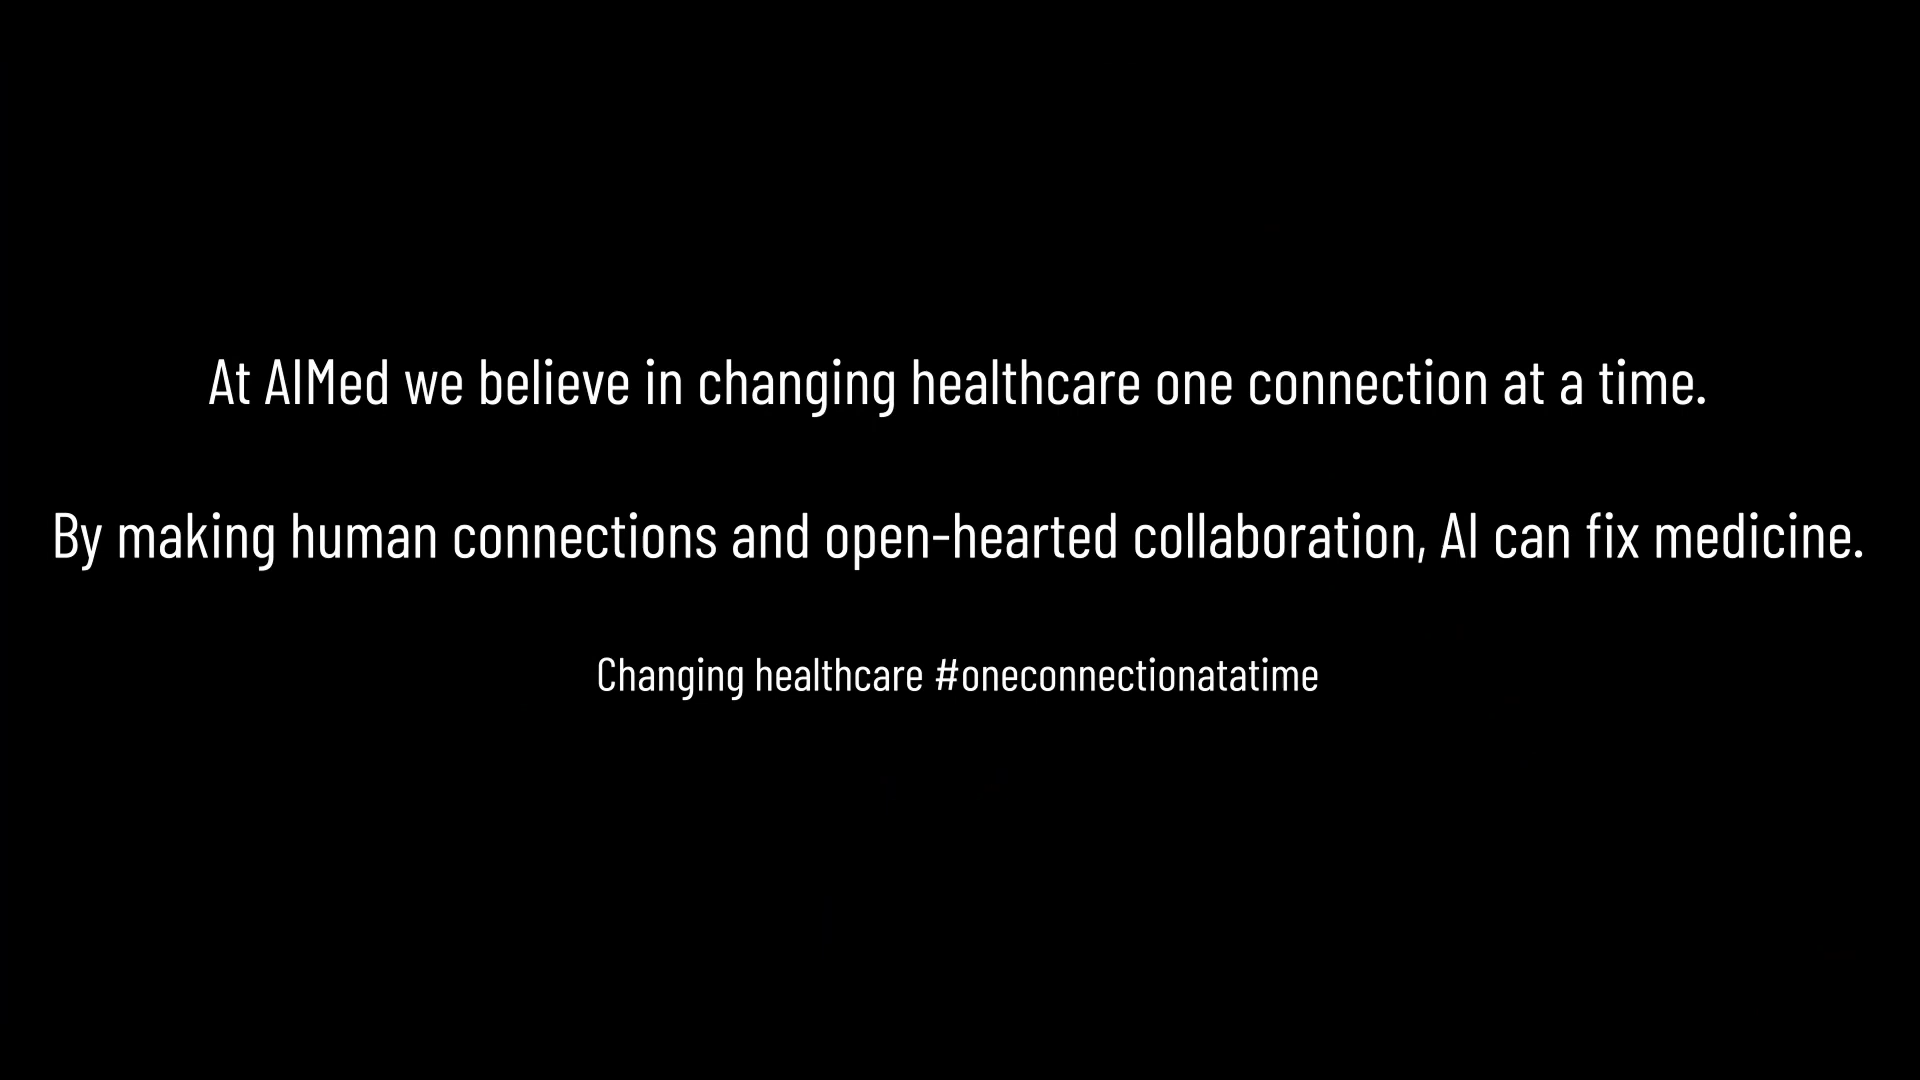 At AIMed we believe in changing healthcare one connection at a time.
By making human connections and open-hearted collaboration, AI can fix medicine.
Changing healthcare #oneconnectionatatime